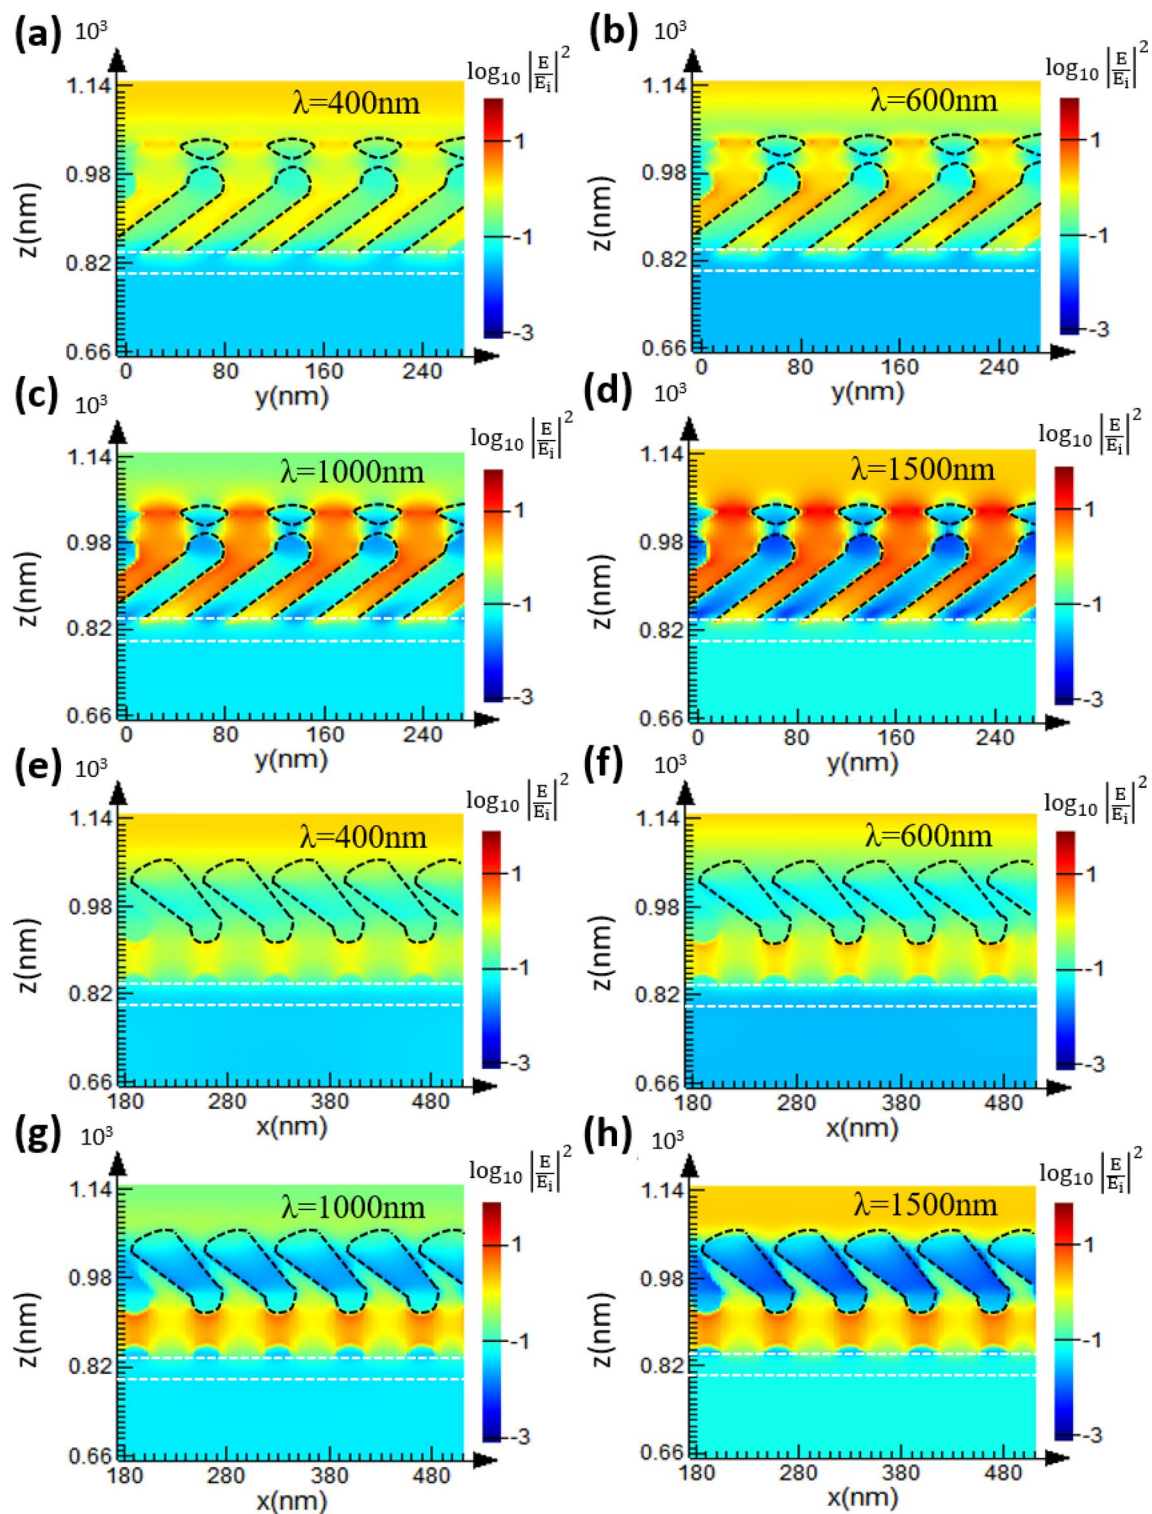 (a) 10³
log₁₀ |E/Eᵢ|²
λ=400nm
1.14
0.98
0.82
0.66
z(nm)
1
-1
-3
0 80 160 240
y(nm)
(b) 10³
log₁₀ |E/Eᵢ|²
λ=600nm
1.14
0.98
0.82
0.66
z(nm)
1
-1
-3
0 80 160 240
y(nm)
(c) 10³
log₁₀ |E/Eᵢ|²
λ=1000nm
1.14
0.98
0.82
0.66
z(nm)
1
-1
-3
0 80 160 240
y(nm)
(d) 10³
log₁₀ |E/Eᵢ|²
λ=1500nm
1.14
0.98
0.82
0.66
z(nm)
1
-1
-3
0 80 160 240
y(nm)
(e) 10³
log₁₀ |E/Eᵢ|²
λ=400nm
1.14
0.98
0.82
0.66
z(nm)
1
-1
-3
180 280 380 480
x(nm)
(f) 10³
log₁₀ |E/Eᵢ|²
λ=600nm
1.14
0.98
0.82
0.66
z(nm)
1
-1
-3
180 280 380 480
x(nm)
(g) 10³
log₁₀ |E/Eᵢ|²
λ=1000nm
1.14
0.98
0.82
0.66
z(nm)
1
-1
-3
180 280 380 480
x(nm)
(h) 10³
log₁₀ |E/Eᵢ|²
λ=1500nm
1.14
0.98
0.82
0.66
z(nm)
1
-1
-3
180 280 380 480
x(nm)